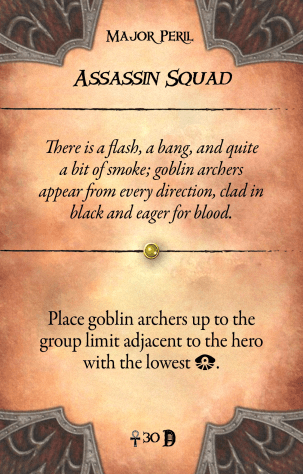 Major Peril
Assassin Squad
There is a flash, a bang, and quite
a bit of smoke; goblin archers
appear from every direction, clad in
black and eager for blood.
Place goblin archers up to the
group limit adjacent to the hero
with the lowest .
30